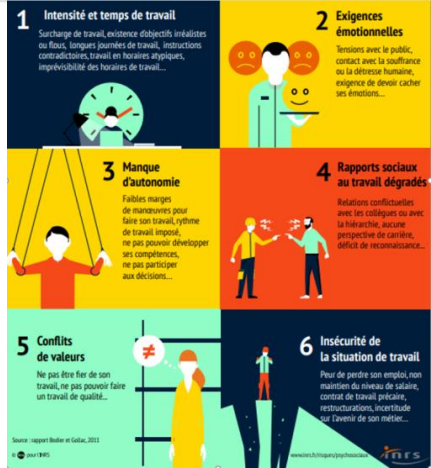 1
Intensité et temps de travail
Surcharge de travail, existence d'objectifs irréalistes
ou flous, longues journées de travail, instructions
contradictoires, travail en horaires atypiques,
imprévisibilité des horaires de travail...
2
Exigences
émotionnelles
Tensions avec le public,
contact avec la souffrance
ou la détresse humaine,
exigence de devoir cacher
ses émotions...
3
Manque
d'autonomie
Faibles marges
de manœuvres pour
faire son travail, rythme
de travail imposé,
ne pas pouvoir développer
ses compétences,
ne pas participer
aux décisions...
4
Rapports sociaux
au travail dégradés
Relations conflictuelles
avec les collègues ou avec
la hiérarchie, aucune
perspective de carrière,
déficit de reconnaissance...
5
Conflits
de valeurs
Ne pas être fier de son
travail, ne pas pouvoir faire
un travail de qualité...
≠
6
Insécurité de
la situation de travail
Peur de perdre son emploi, non
maintien du niveau de salaire,
contrat de travail précaire,
restructurations, incertitude
sur l'avenir de son métier...
Source : rapport Bodier et Gollac, 2011
© pour l'INRS
www.inrs.fr/risques/psychosociaux
inrs